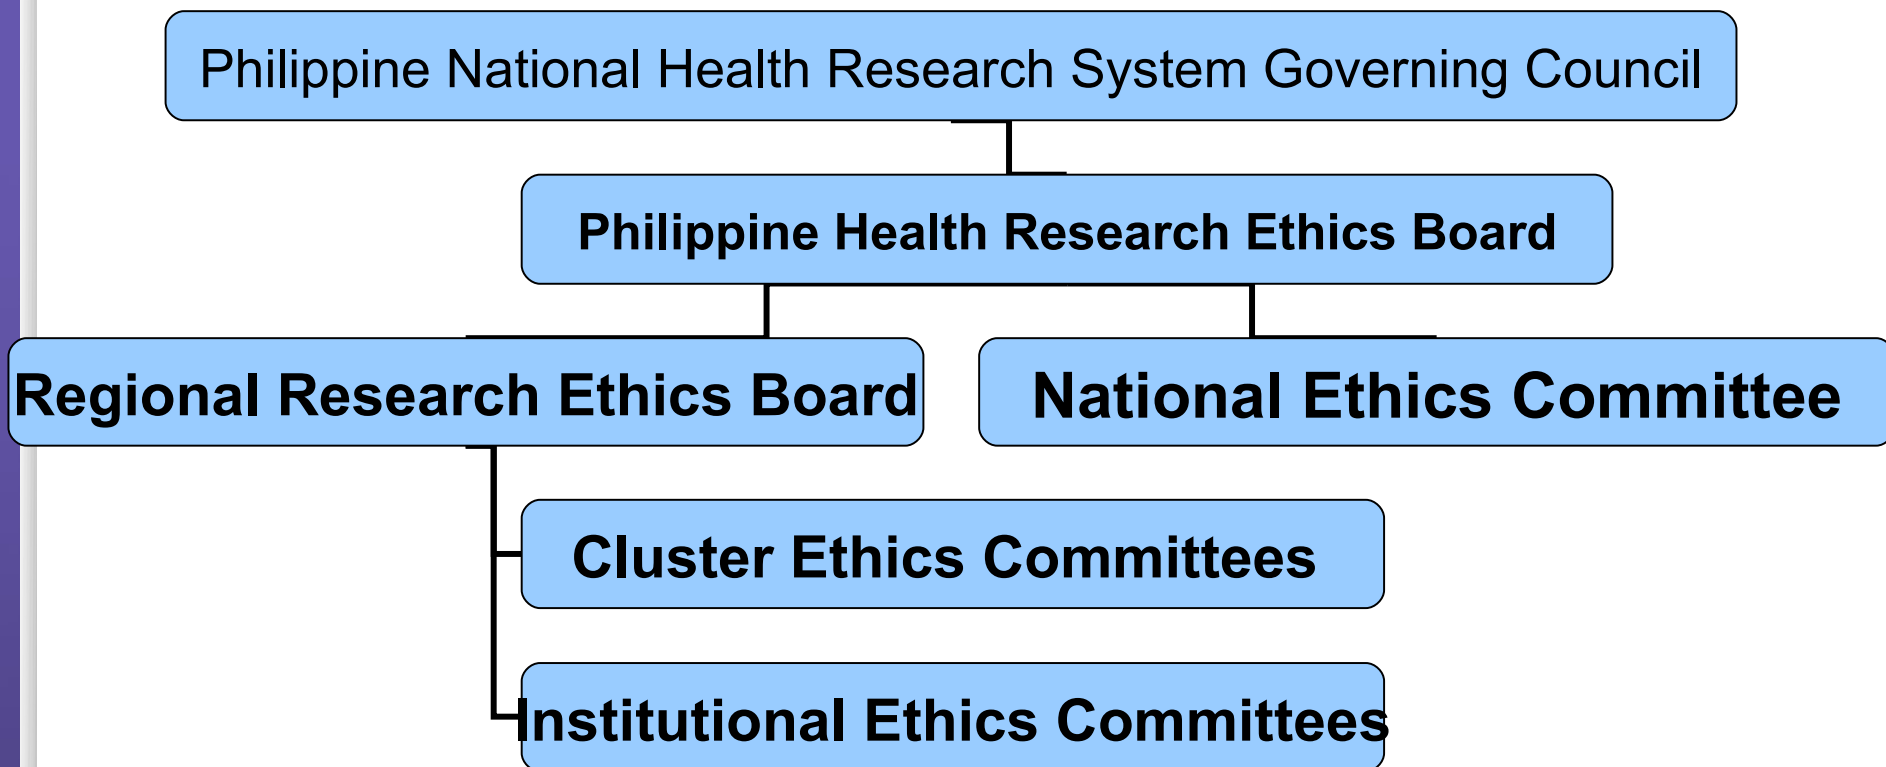 Philippine National Health Research System Governing Council
Philippine Health Research Ethics Board
Regional Research Ethics Board
National Ethics Committee
Cluster Ethics Committees
Institutional Ethics Committees